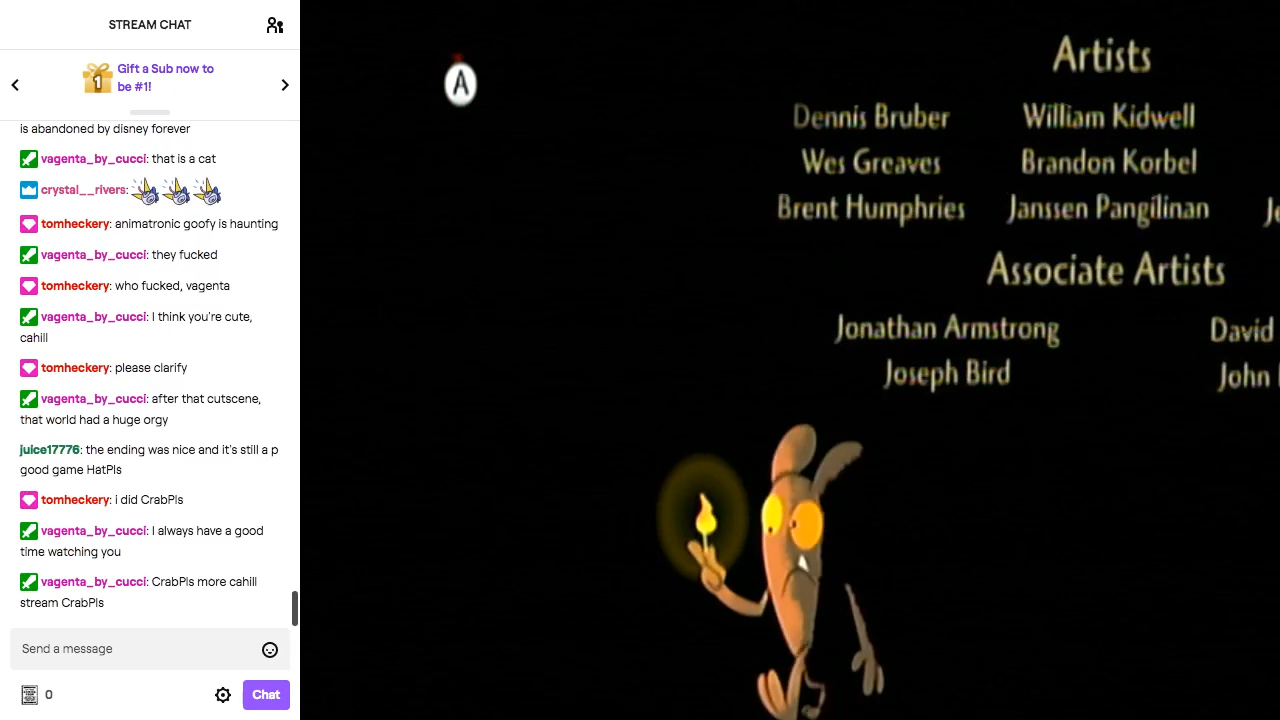 STREAM CHAT
Gift a Sub now to
be #1!
1
is abandoned by disney forever
vagenta_by_cucci: that is a cat
crystal__rivers:
tomheckery: animatronic goofy is haunting
vagenta_by_cucci: they fucked
tomheckery: who fucked, vagenta
vagenta_by_cucci: I think you're cute,
cahill
tomheckery: please clarify
vagenta_by_cucci: after that cutscene,
that world had a huge orgy
juice17776: the ending was nice and it's still a p
good game HatPls
tomheckery: i did CrabPls
vagenta_by_cucci: I always have a good
time watching you
vagenta_by_cucci: CrabPls more cahill
stream CrabPls
Send a message
0
Chat
A
Artists
Dennis Bruber William Kidwell
Wes Greaves Brandon Korbel
Brent Humphries Janssen Pangilinan
Associate Artists
Jonathan Armstrong David
Joseph Bird John